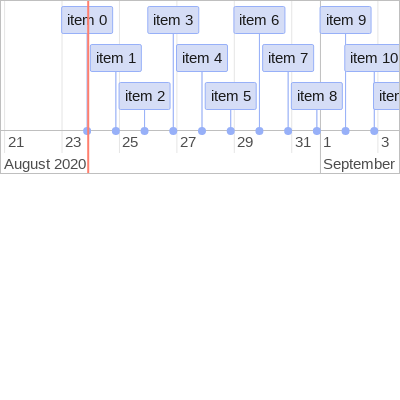 item 0 item 3 item 6 item 9
item 1 item 4 item 7 item 10
item 2 item 5 item 8
21 23 25 27 29 31 1 3
August 2020 September